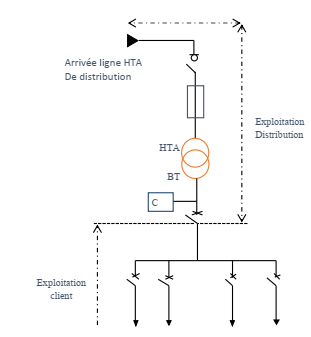 Arrivée ligne HTA
De distribution
Exploitation
Distribution
HTA
BT
C
Exploitation
client